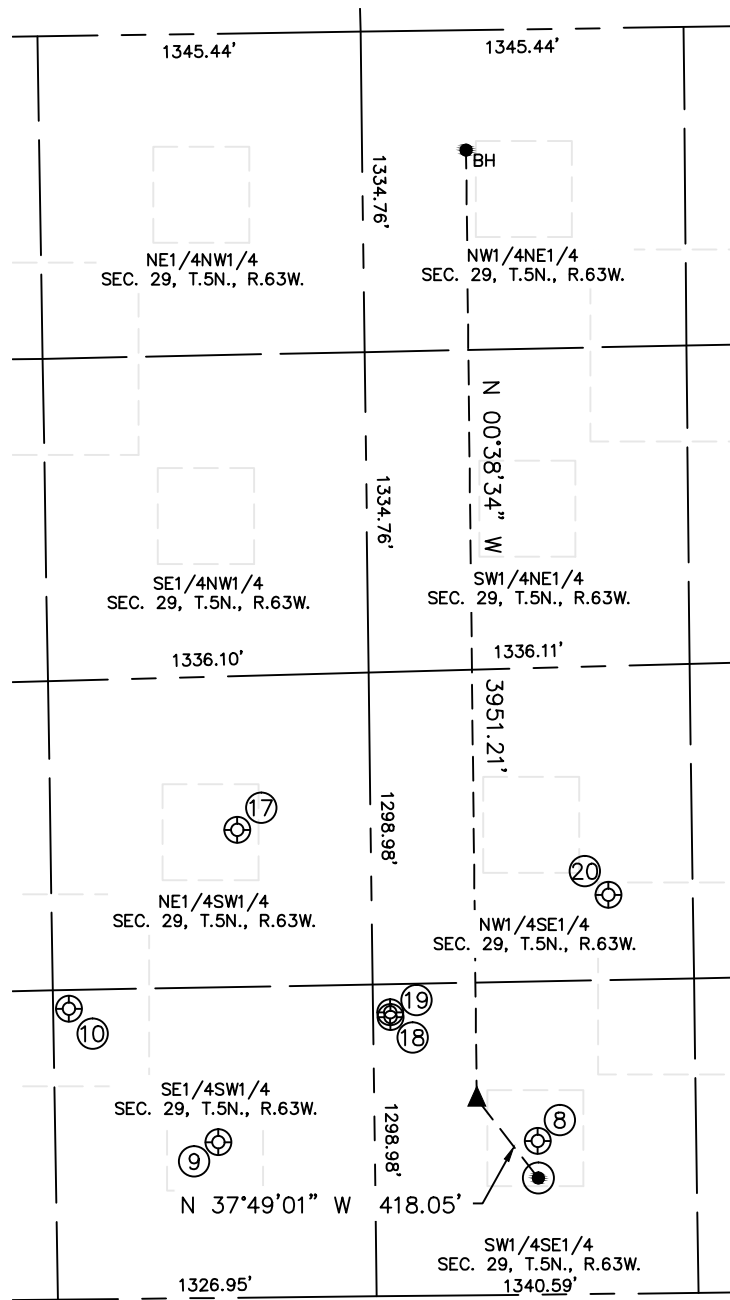 1345.44'
1345.44'
BH
1334.76'
NE1/4NW1/4
SEC. 29, T.5N., R.63W.
NW1/4NE1/4
SEC. 29, T.5N., R.63W.
N 00°38'34" W
1334.76'
SE1/4NW1/4
SEC. 29, T.5N., R.63W.
SW1/4NE1/4
SEC. 29, T.5N., R.63W.
1336.10'
1336.11'
3951.21'
17
1298.98'
20
NE1/4SW1/4
SEC. 29, T.5N., R.63W.
NW1/4SE1/4
SEC. 29, T.5N., R.63W.
19
10
18
SE1/4SW1/4
SEC. 29, T.5N., R.63W.
1298.98'
8
9
N 37°49'01" W 418.05'
SW1/4SE1/4
SEC. 29, T.5N., R.63W.
1326.95'
1340.59'